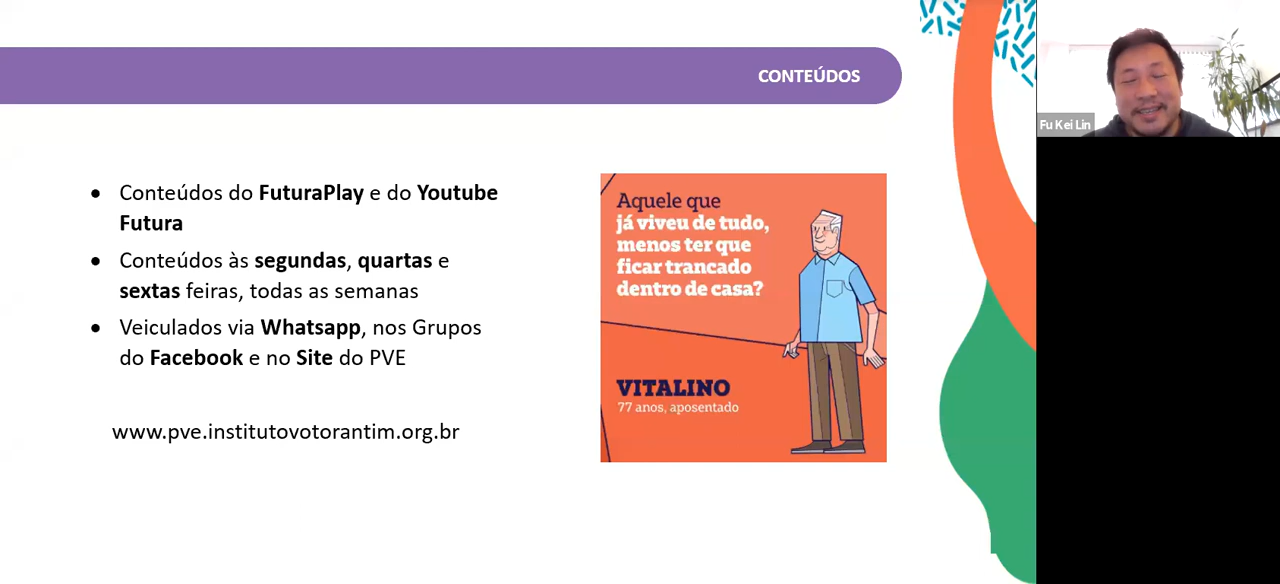 CONTEÚDOS
Fu Kei Lin
● Conteúdos do FuturaPlay e do Youtube
Futura
● Conteúdos às segundas, quartas e
sextas feiras, todas as semanas
● Veiculados via Whatsapp, nos Grupos
do Facebook e no Site do PVE
www.pve.institutovotorantim.org.br
Aquele que
já viveu de tudo,
menos ter que
ficar trancado
dentro de casa?
VITALINO
77 anos, aposentado